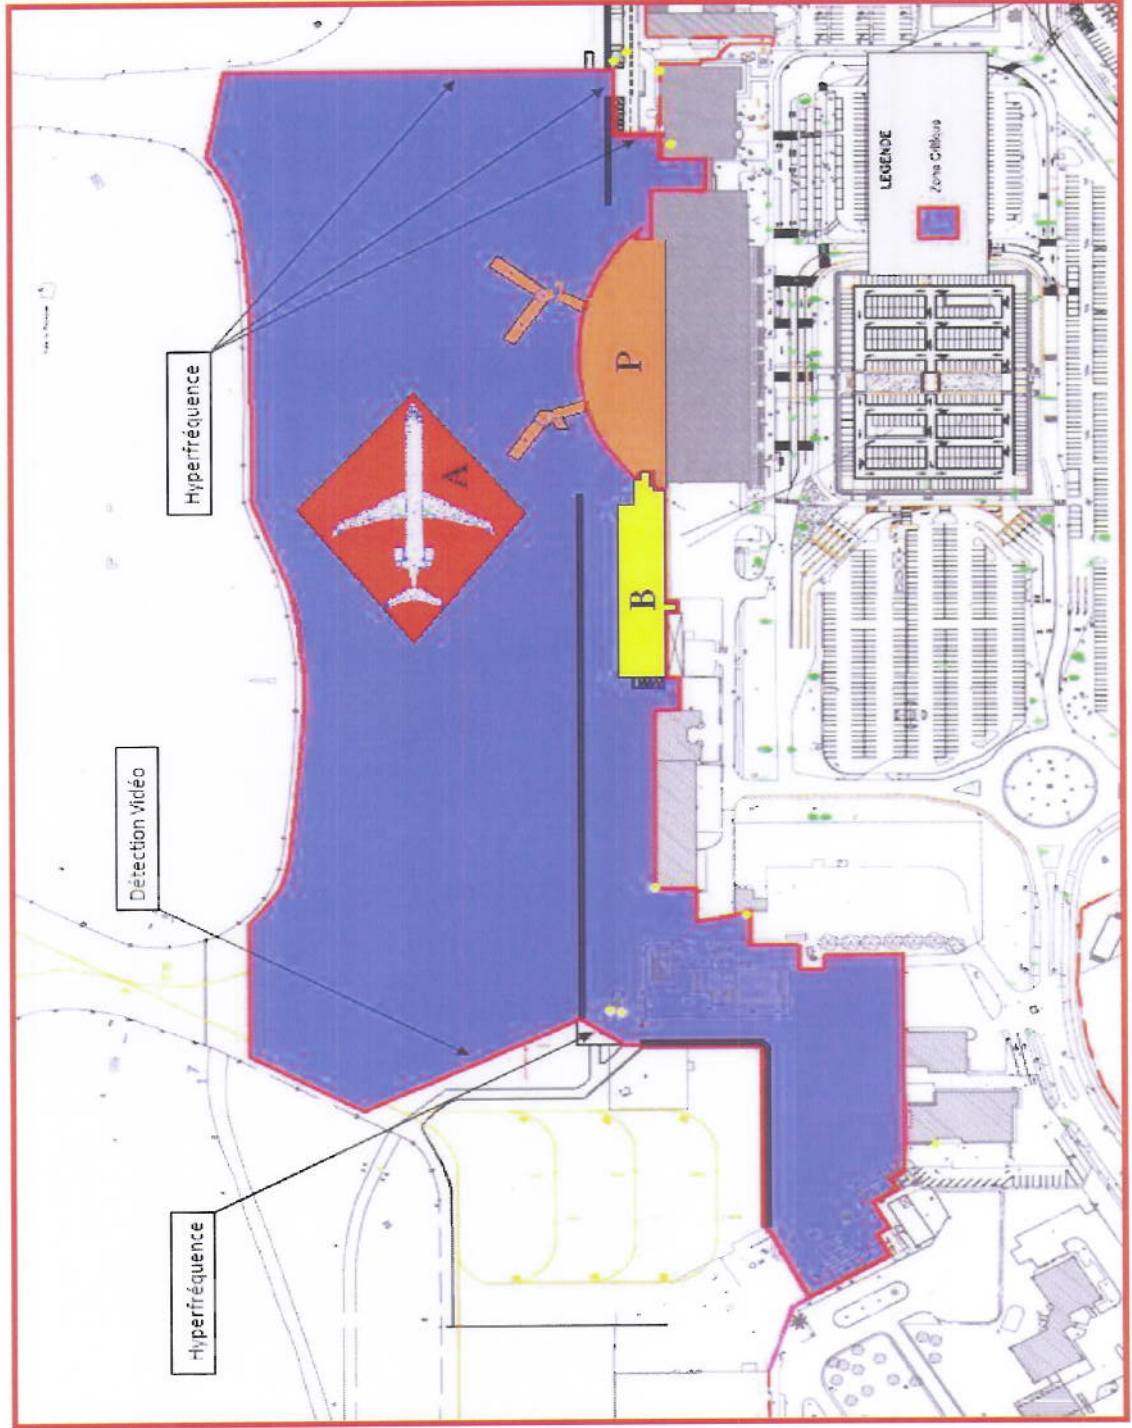 Hyperfréquence
Détection Vidéo
Hyperfréquence
A
P
B
LEGENDE
Zone Critique